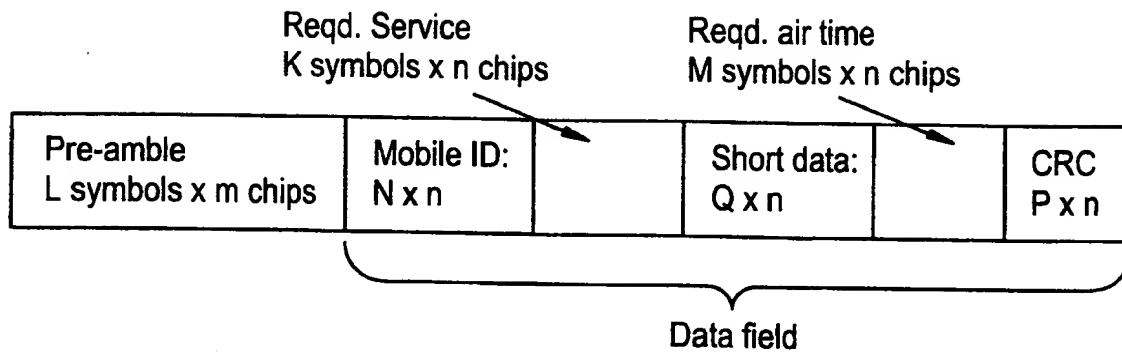 Reqd. Service
K symbols x n chips
Reqd. air time
M symbols x n chips
Pre-amble
L symbols x m chips
Mobile ID:
N x n
Short data:
Q x n
CRC
P x n
Data field